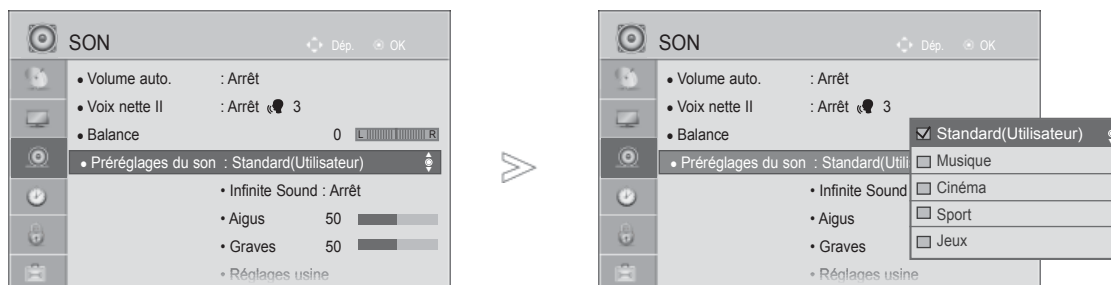 SON Dép. OK
• Volume auto. : Arrêt
• Voix nette II : Arrêt 3
• Balance 0 L R
• Préréglages du son : Standard(Utilisateur)
• Infinite Sound : Arrêt
• Aigus 50
• Graves 50
• Réglages usine
>
SON Dép. OK
• Volume auto. : Arrêt
• Voix nette II : Arrêt 3
• Balance
• Préréglages du son : Standard(Utili
• Infinite Sound
• Aigus
• Graves
• Réglages usine
Standard(Utilisateur)
Musique
Cinéma
Sport
Jeux